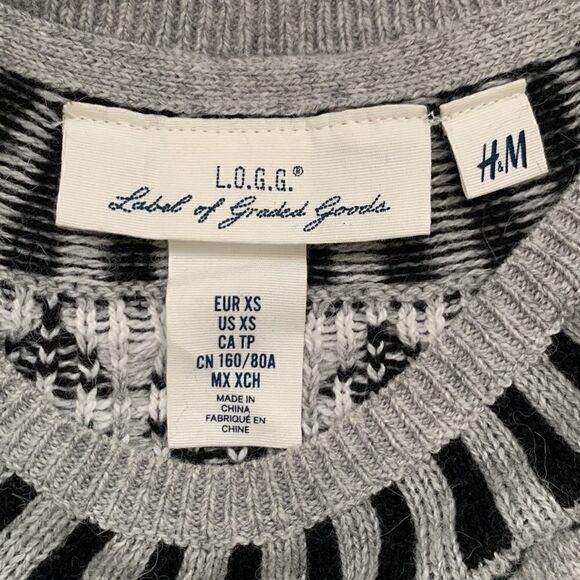 L.O.G.G.®
Label of Graded Goods
H&M
EUR XS
US XS
CA TP
CN 160/80A
MX XCH
MADE IN
CHINA
FABRIQUÉ EN
CHINE